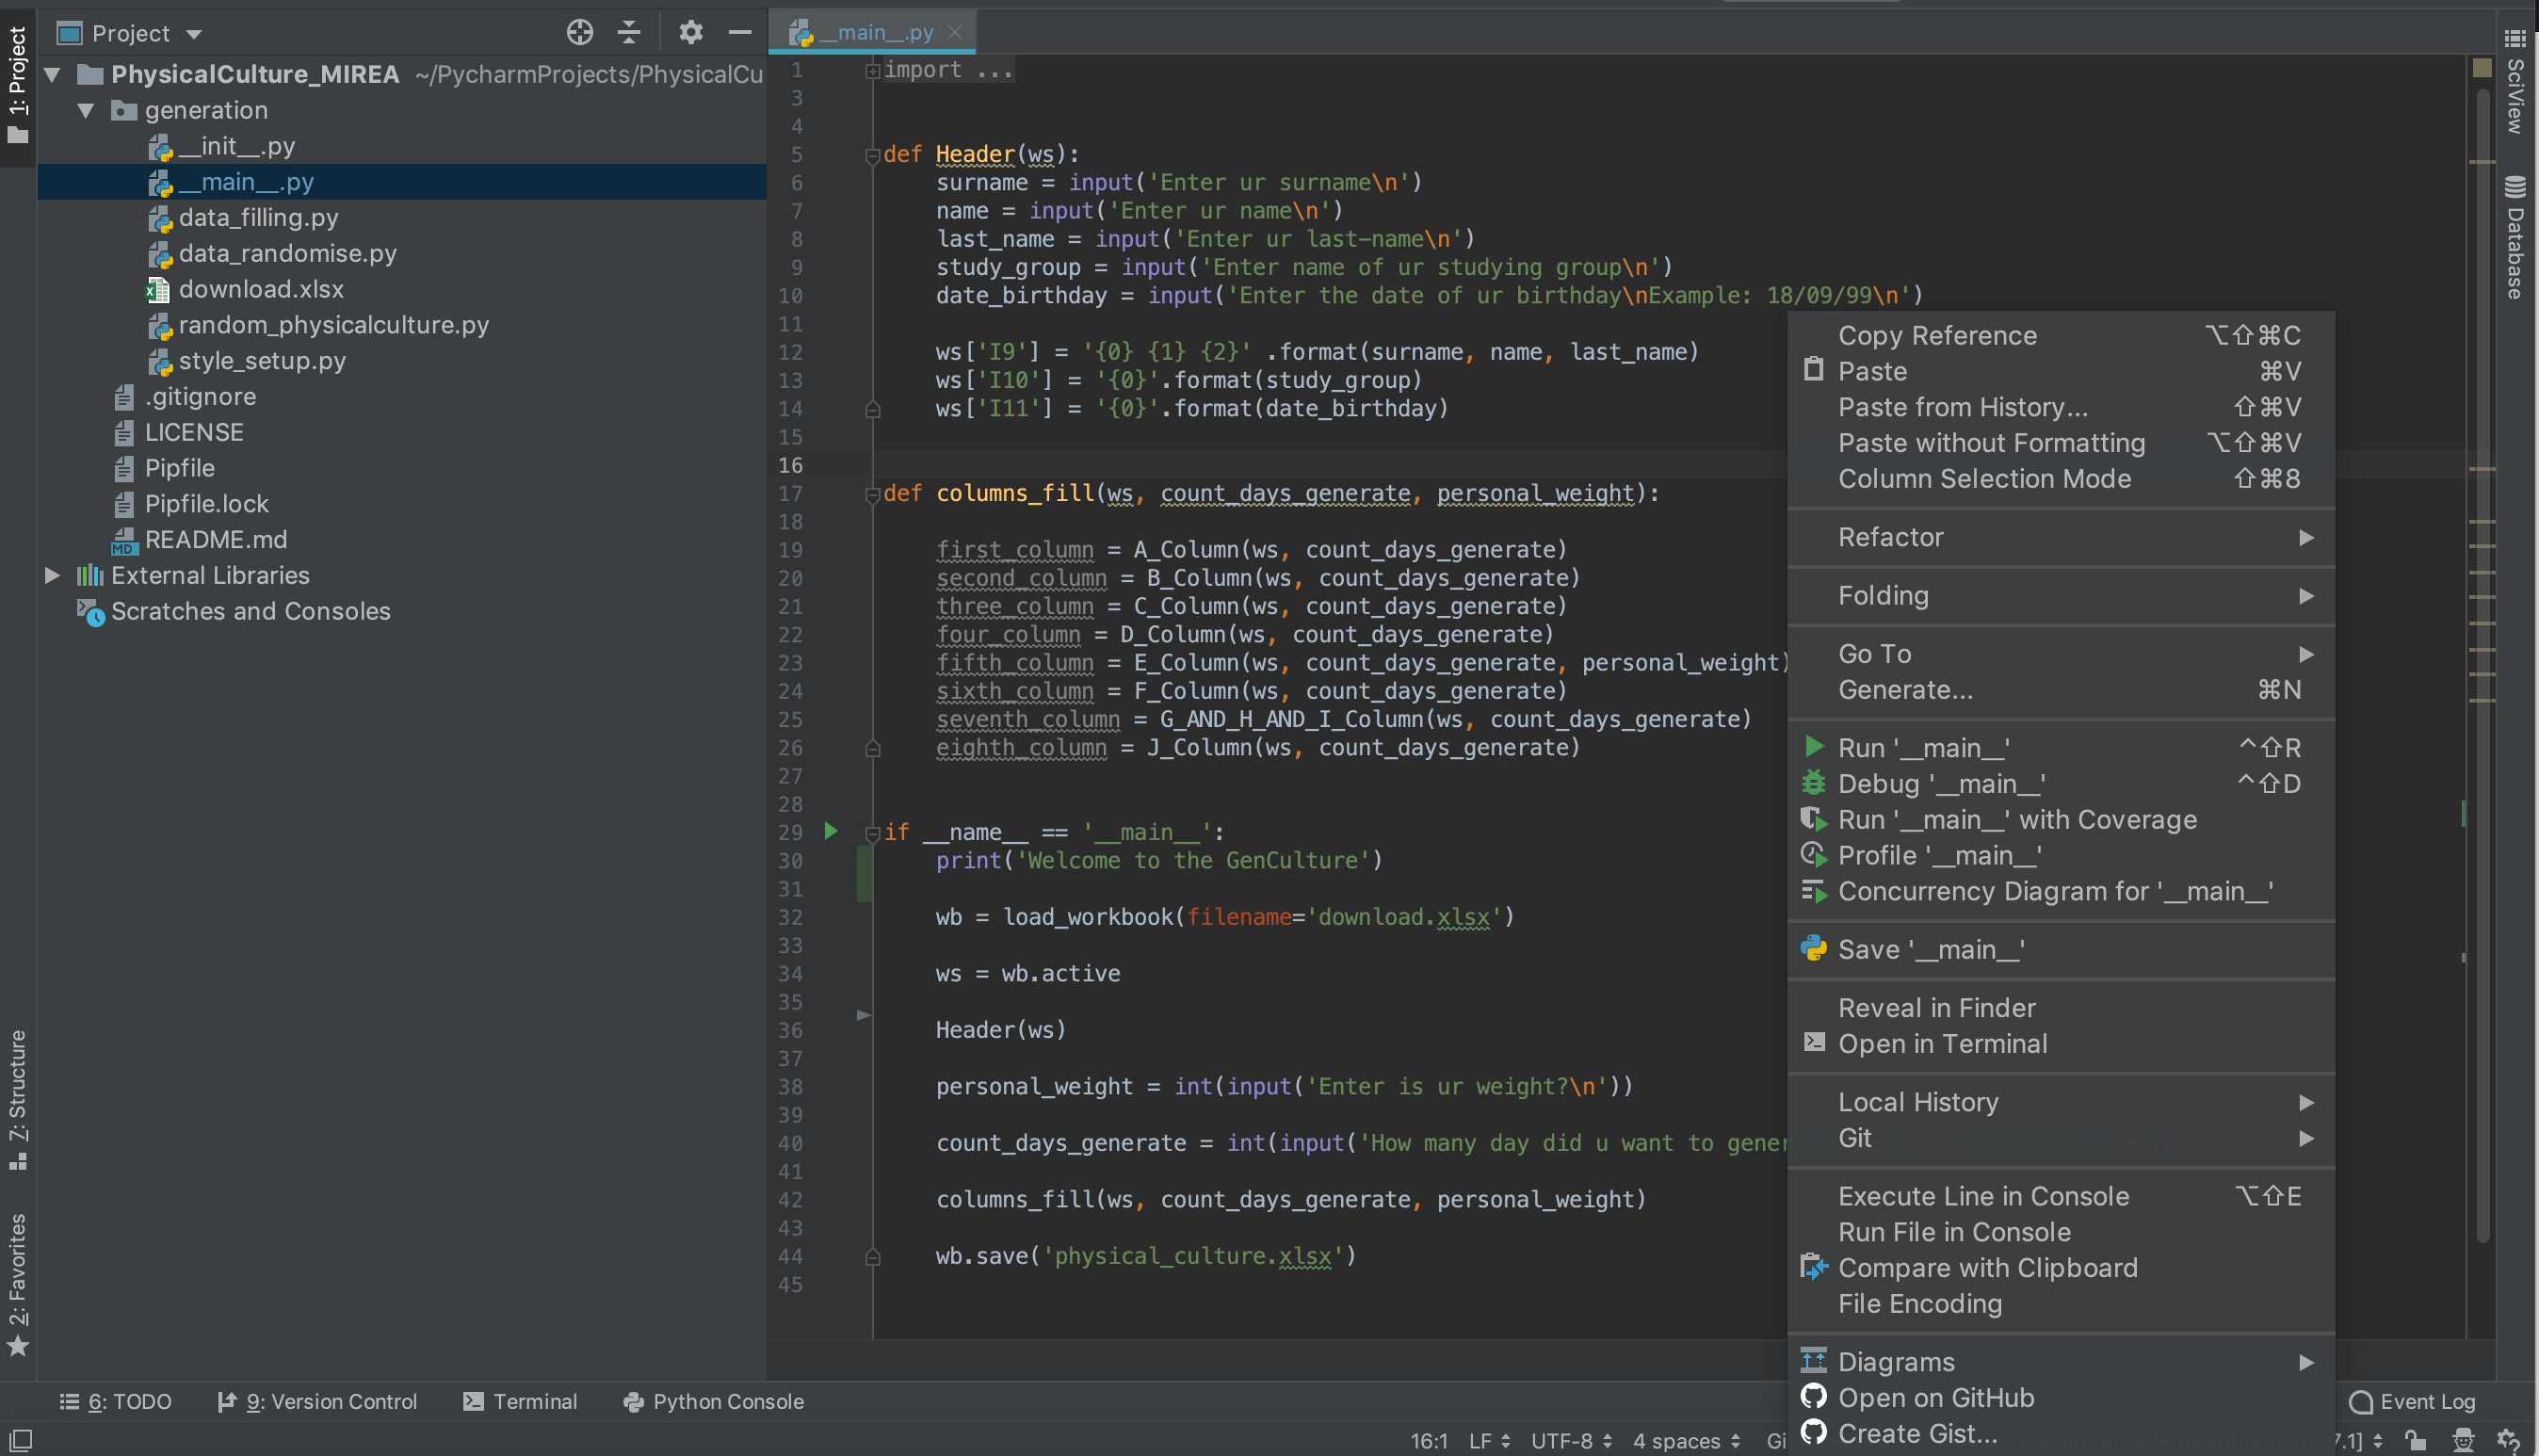 1: Project
Project
PhysicalCulture_MIREA ~/PycharmProjects/PhysicalCu
generation
__init__.py
__main__.py
data_filling.py
data_randomise.py
download.xlsx
random_physicalculture.py
style_setup.py
.gitignore
LICENSE
Pipfile
Pipfile.lock
README.md
External Libraries
Scratches and Consoles
7: Structure
2: Favorites
__main__.py
1 import ...
3
4
5 def Header(ws):
6 surname = input('Enter ur surname\n')
7 name = input('Enter ur name\n')
8 last_name = input('Enter ur last-name\n')
9 study_group = input('Enter name of ur studying group\n')
10 date_birthday = input('Enter the date of ur birthday\nExample: 18/09/99\n')
11
12 ws['I9'] = '{0} {1} {2}' .format(surname, name, last_name)
13 ws['I10'] = '{0}'.format(study_group)
14 ws['I11'] = '{0}'.format(date_birthday)
15
16
17 def columns_fill(ws, count_days_generate, personal_weight):
18
19 first_column = A_Column(ws, count_days_generate)
20 second_column = B_Column(ws, count_days_generate)
21 three_column = C_Column(ws, count_days_generate)
22 four_column = D_Column(ws, count_days_generate)
23 fifth_column = E_Column(ws, count_days_generate, personal_weight)
24 sixth_column = F_Column(ws, count_days_generate)
25 seventh_column = G_AND_H_AND_I_Column(ws, count_days_generate)
26 eighth_column = J_Column(ws, count_days_generate)
27
28
29 if __name__ == '__main__':
30 print('Welcome to the GenCulture')
31
32 wb = load_workbook(filename='download.xlsx')
33
34 ws = wb.active
35
36 Header(ws)
37
38 personal_weight = int(input('Enter is ur weight?\n'))
39
40 count_days_generate = int(input('How many day did u want to gener
41
42 columns_fill(ws, count_days_generate, personal_weight)
43
44 wb.save('physical_culture.xlsx')
45
Copy Reference ⌥⇧⌘C
Paste ⌘V
Paste from History... ⇧⌘V
Paste without Formatting ⌥⇧⌘V
Column Selection Mode ⇧⌘8
Refactor
Folding
Go To
Generate... ⌘N
Run '__main__' ^⇧R
Debug '__main__' ^⇧D
Run '__main__' with Coverage
Profile '__main__'
Concurrency Diagram for '__main__'
Save '__main__'
Reveal in Finder
Open in Terminal
Local History
Git
Execute Line in Console ⌥⇧E
Run File in Console
Compare with Clipboard
File Encoding
Diagrams
Open on GitHub
Create Gist...
SciView
Database
6: TODO 9: Version Control Terminal Python Console Event Log
16:1 LF UTF-8 4 spaces Gi 7.1]